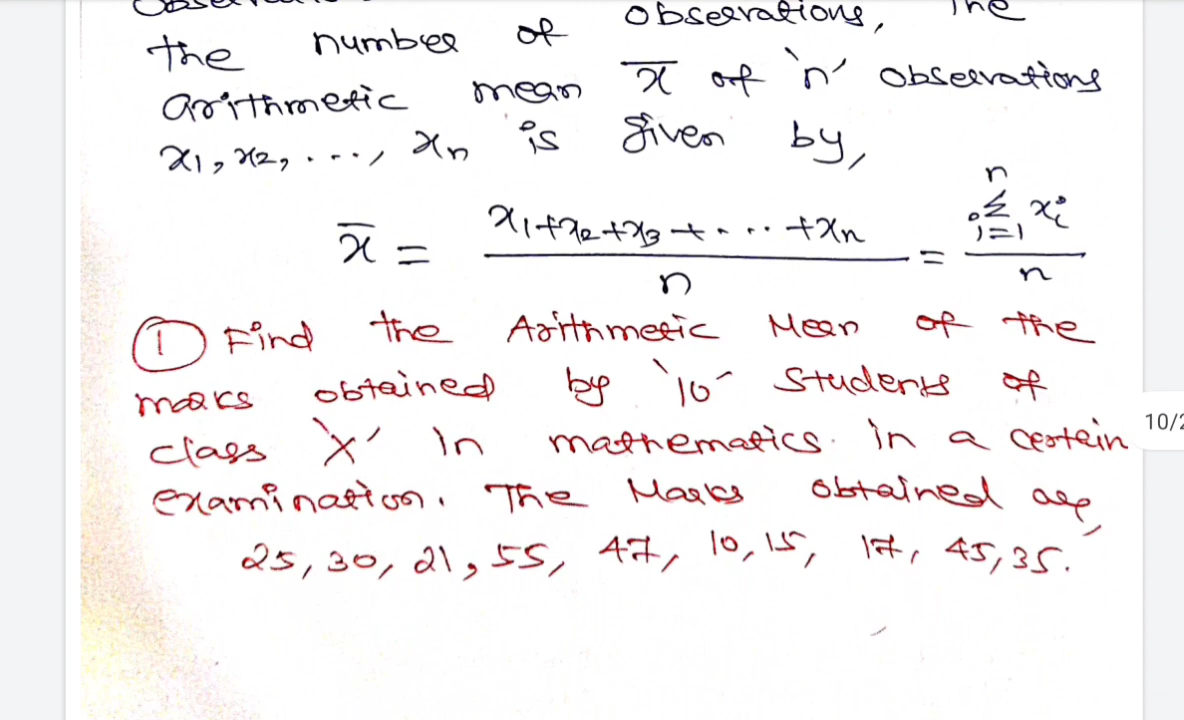 the number of observations, The
arithmetic mean x̄ of 'n' observations
x1, x2, ..., xn is given by,
x̄ = (x1+x2+x3+....+xn)/n = (∑_{i=1}^{n} xi)/n
① Find the Arithmetic Mean of the
marks obtained by '10' Students of
class 'X' in mathematics in a certain
examination. The Marks obtained are,
25, 30, 21, 55, 47, 10, 15, 17, 45, 35.
10/2